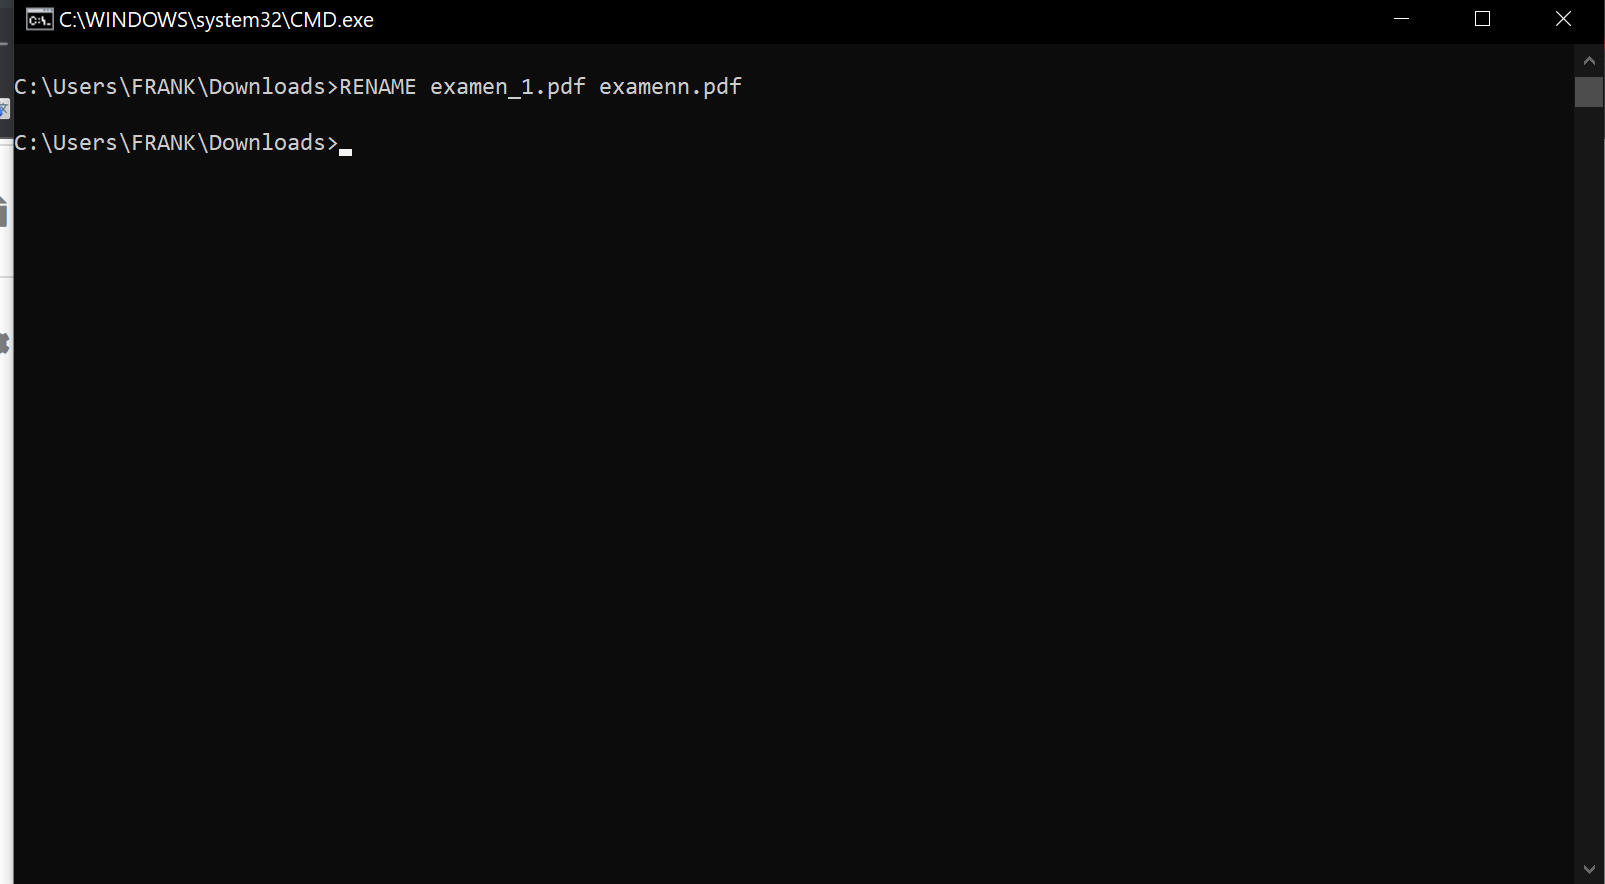 C:\WINDOWS\system32\CMD.exe
C:\Users\FRANK\Downloads>RENAME examen_1.pdf examenn.pdf
C:\Users\FRANK\Downloads>